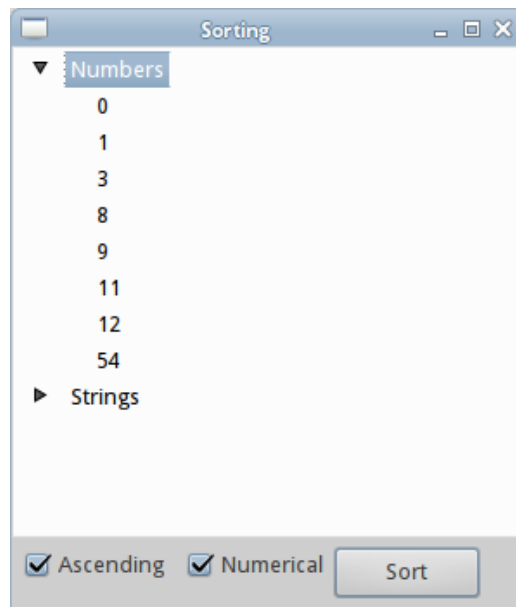 Sorting
Numbers
0
1
3
8
9
11
12
54
Strings
Ascending Numerical Sort